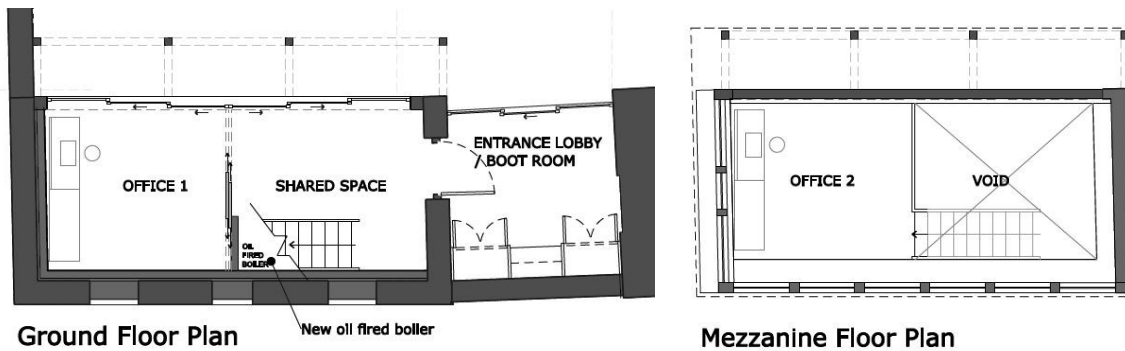 ENTRANCE LOBBY
/ BOOT ROOM
OFFICE 1
SHARED SPACE
OIL
FIRED
BOILER
New oil fired boiler
Ground Floor Plan
OFFICE 2
VOID
Mezzanine Floor Plan